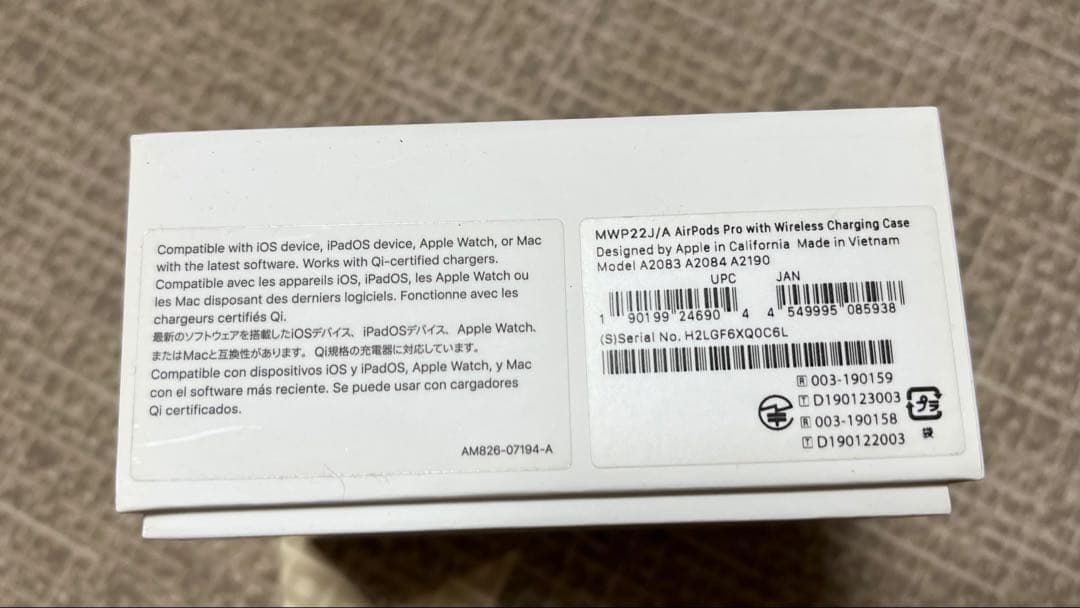 Compatible with iOS device, iPadOS device, Apple Watch, or Mac
with the latest software. Works with Qi-certified chargers.
Compatible avec les appareils iOS, iPadOS, les Apple Watch ou
les Mac disposant des derniers logiciels. Fonctionne avec les
chargeurs certifiés Qi.
最新のソフトウェアを搭載したiOSデバイス、iPadOSデバイス、Apple Watch、
またはMacと互換性があります。Qi規格の充電器に対応しています。
Compatible con dispositivos iOS y iPadOS, Apple Watch, y Mac
con el software más reciente. Se puede usar con cargadores
Qi certificados.
AM826-07194-A
MWP22J/A AirPods Pro with Wireless Charging Case
Designed by Apple in California Made in Vietnam
Model A2083 A2084 A2190
UPC JAN
1 90199 24690 4 4 549995 085938
(S)Serial No. H2LGF6XQ0C6L
R 003-190159
T D190123003
R 003-190158
T D190122003
プラ
袋